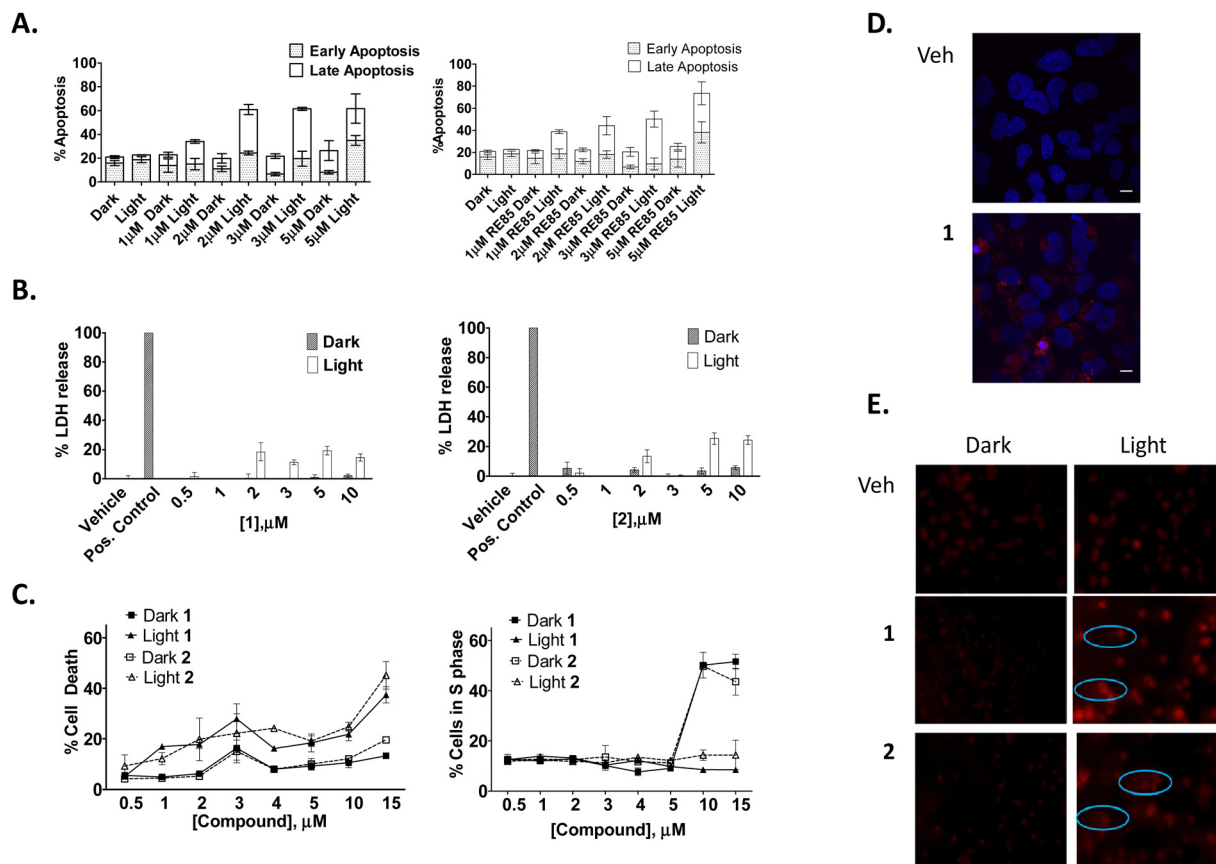 A.
Early Apoptosis
Late Apoptosis
% Apoptosis
100
80
60
40
20
0
Dark
Light
1μM Dark
1μM Light
2μM Dark
2μM Light
3μM Dark
3μM Light
5μM Dark
5μM Light
Early Apoptosis
Late Apoptosis
%Apoptosis
100
80
60
40
20
0
Dark
Light
1μM RE85 Dark
1μM RE85 Light
2μM RE85 Dark
2μM RE85 Light
3μM RE85 Dark
3μM RE85 Light
5μM RE85 Dark
5μM RE85 Light
B.
Dark
Light
% LDH release
100
80
60
40
20
0
Vehicle
Pos. Control
0.5
1
2
3
5
10
[1],μM
Dark
Light
% LDH release
100
80
60
40
20
0
Vehicle
Pos. Control
0.5
1
2
3
5
10
[2],μM
C.
Dark 1
Light 1
Dark 2
Light 2
% Cell Death
60
40
20
0
0.5 1 2 3 4 5 10 15
[Compound], μM
Dark 1
Light 1
Dark 2
Light 2
% Cells in S phase
60
40
20
0
0.5 1 2 3 4 5 10 15
[Compound], μM
D.
Veh
1
E.
Dark Light
Veh
1
2